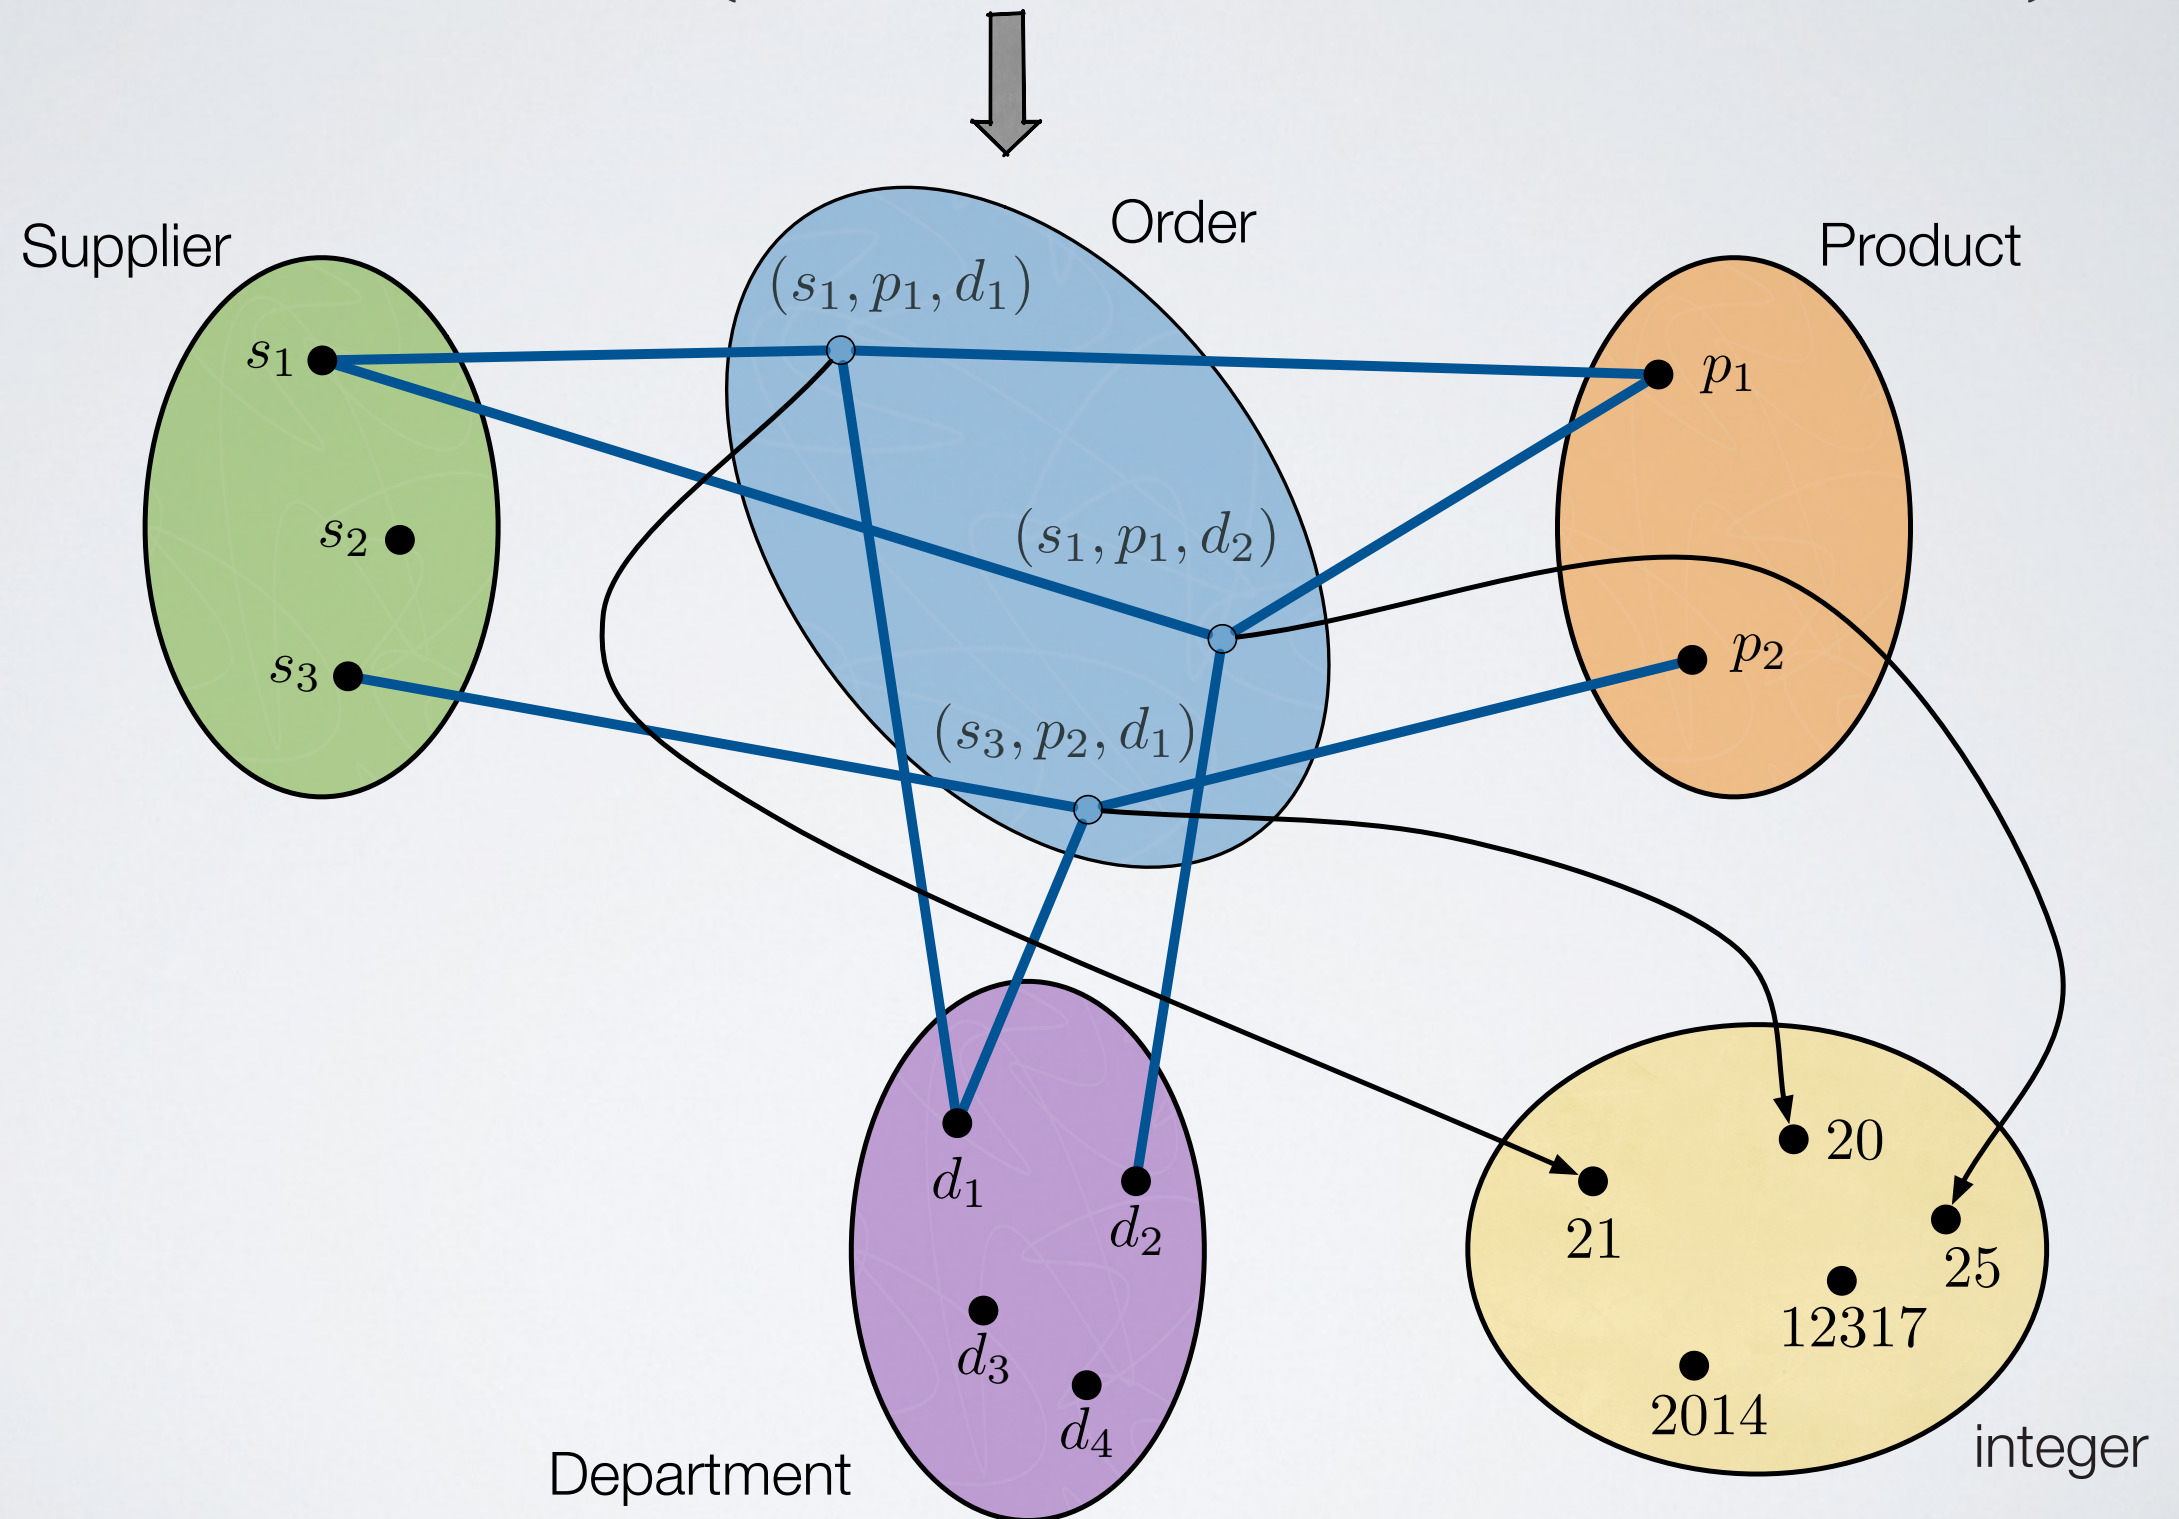 Order
Supplier
Product
(s₁, p₁, d₁)
s₁
p₁
s₂
(s₁, p₁, d₂)
s₃
p₂
(s₃, p₂, d₁)
d₁
20
d₂
21
25
d₃
12317
d₄
2014
Department
integer